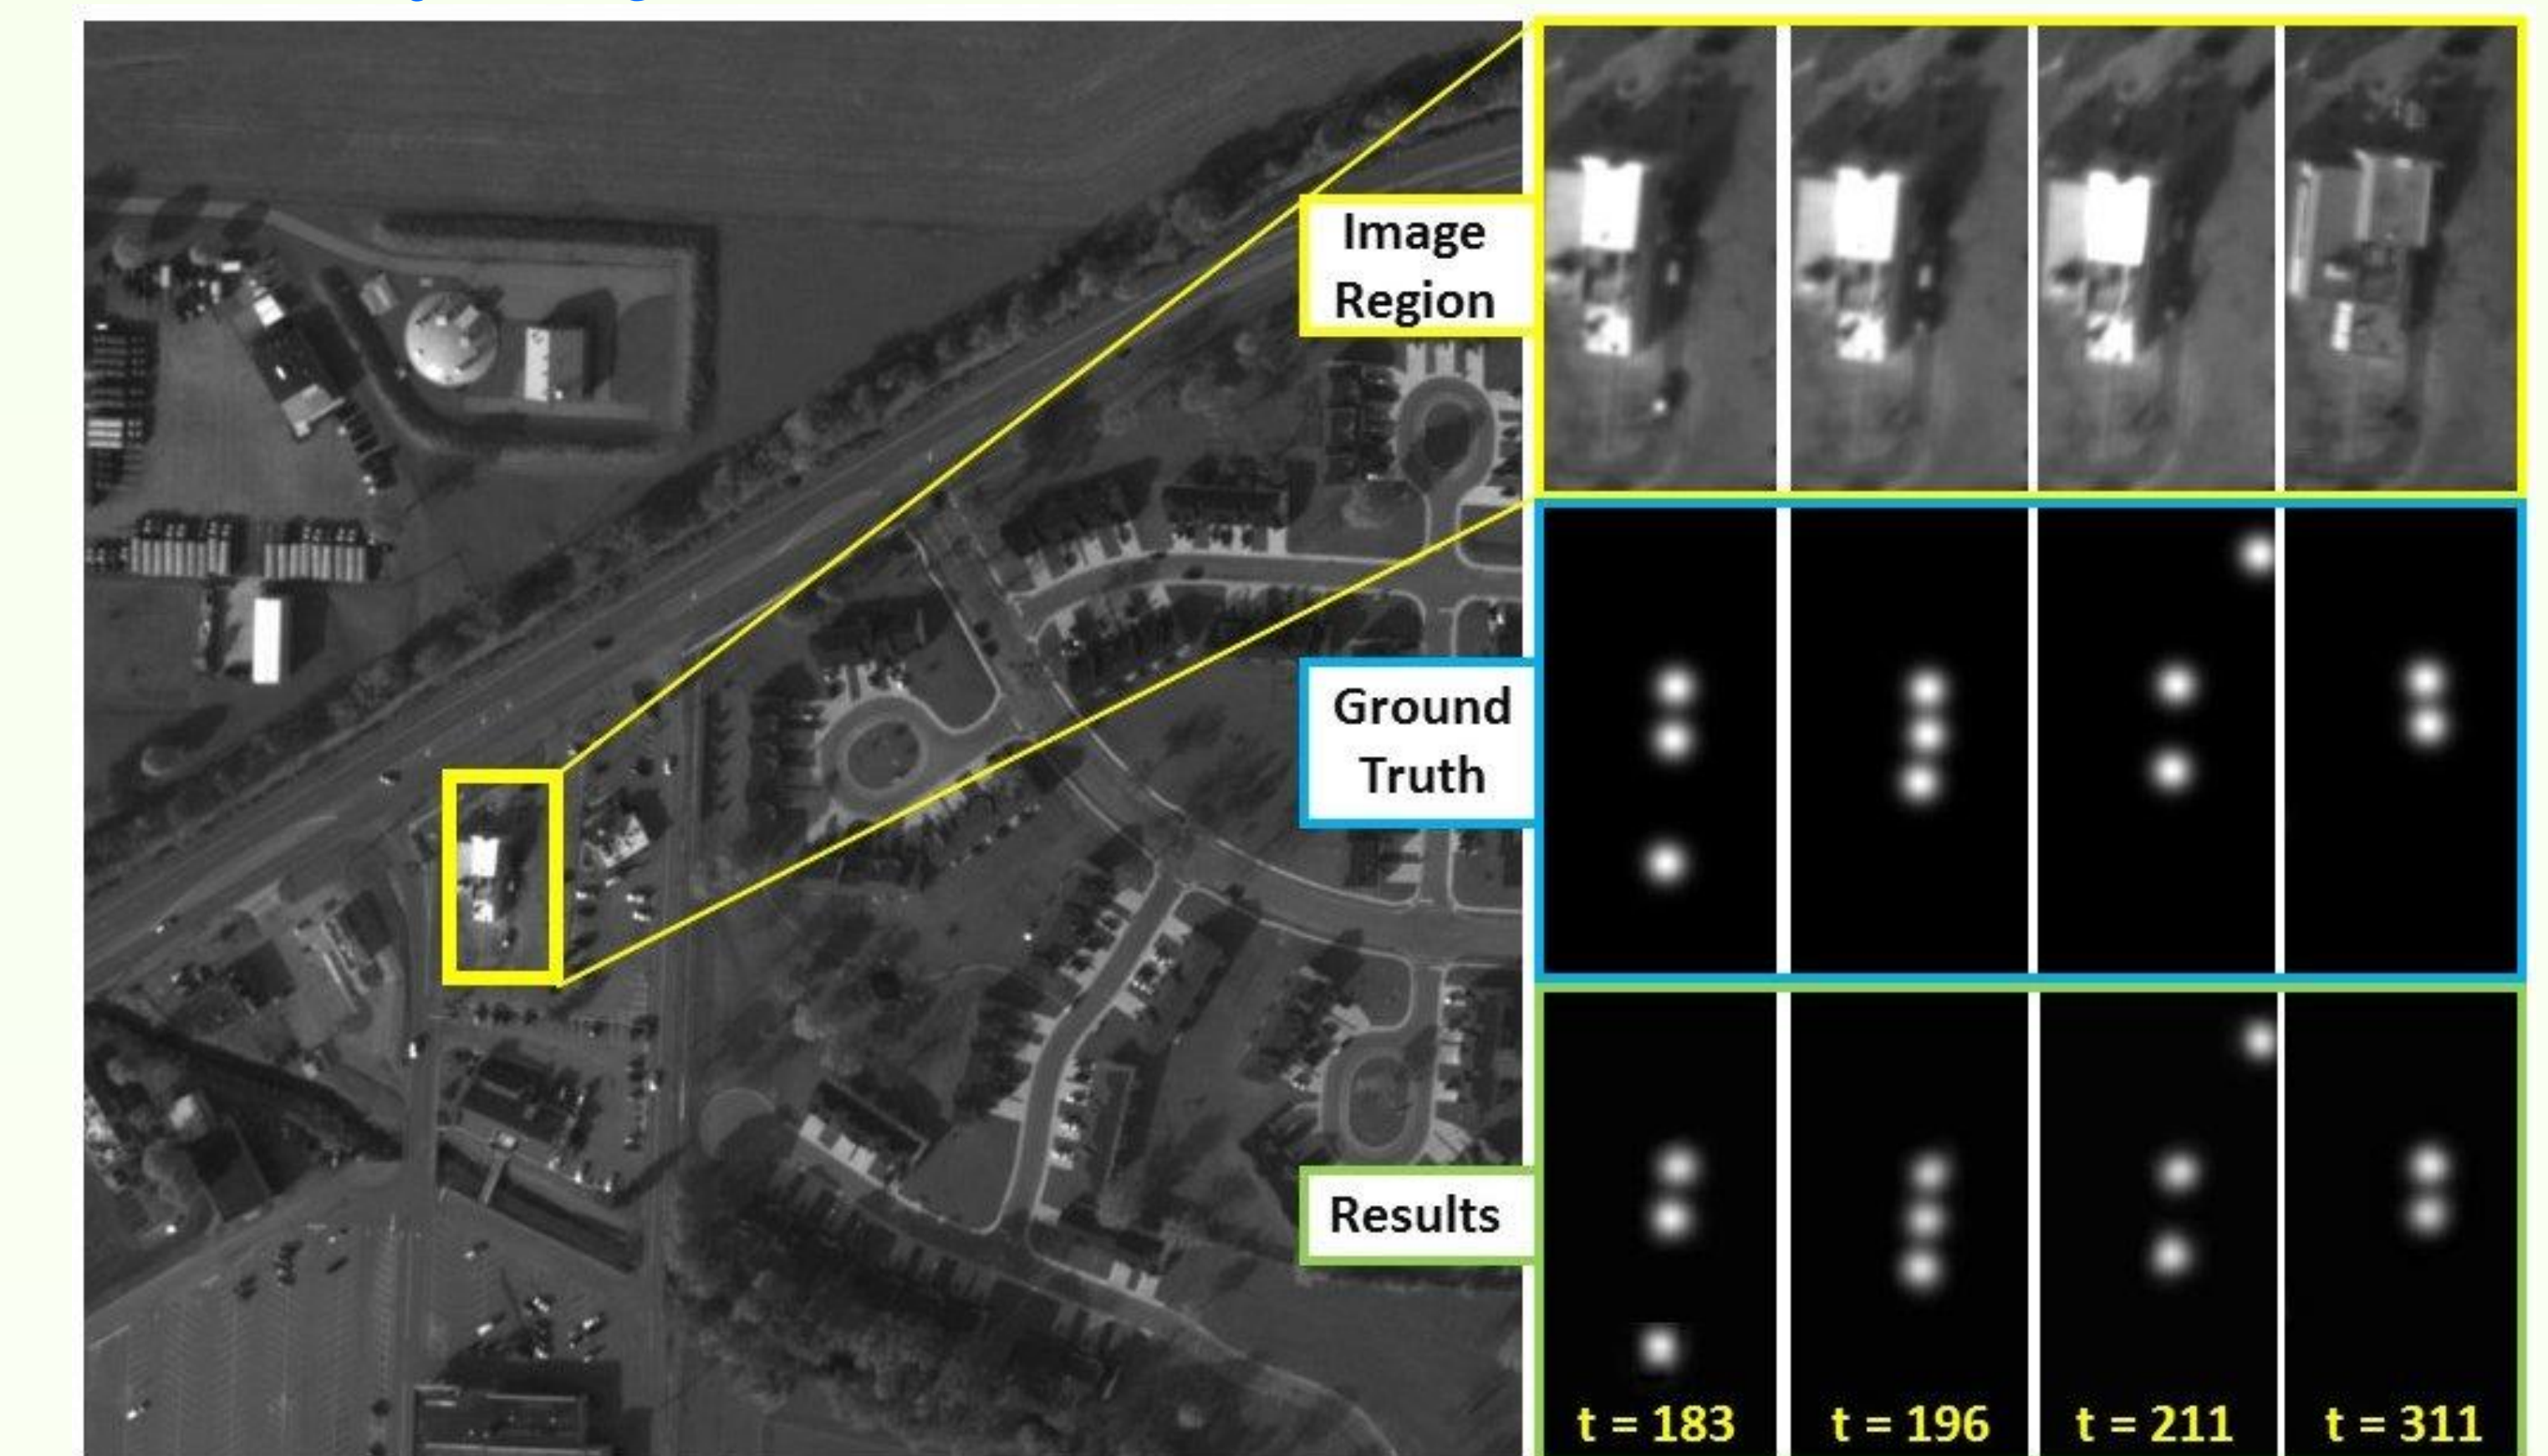 Image
Region
Ground
Truth
Results
t = 183
t = 196
t = 211
t = 311